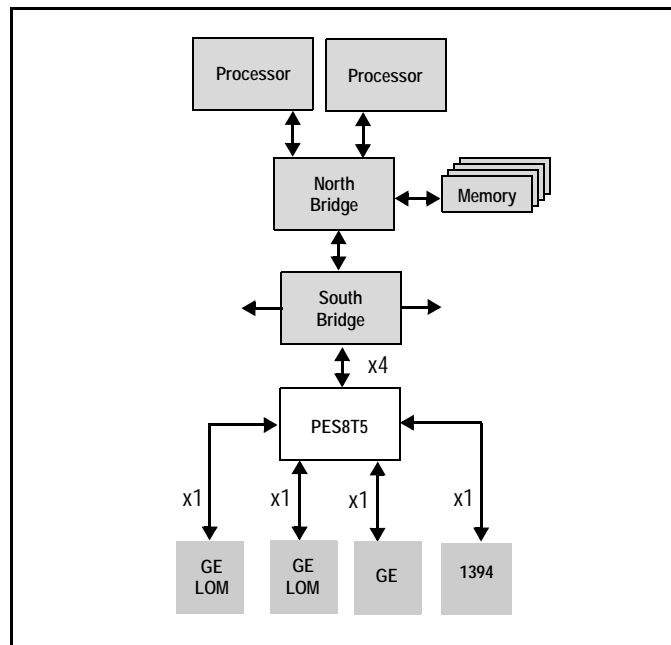 Processor
Processor
North
Bridge
Memory
South
Bridge
x4
PES8T5
x1
x1
x1
x1
GE
LOM
GE
LOM
GE
1394